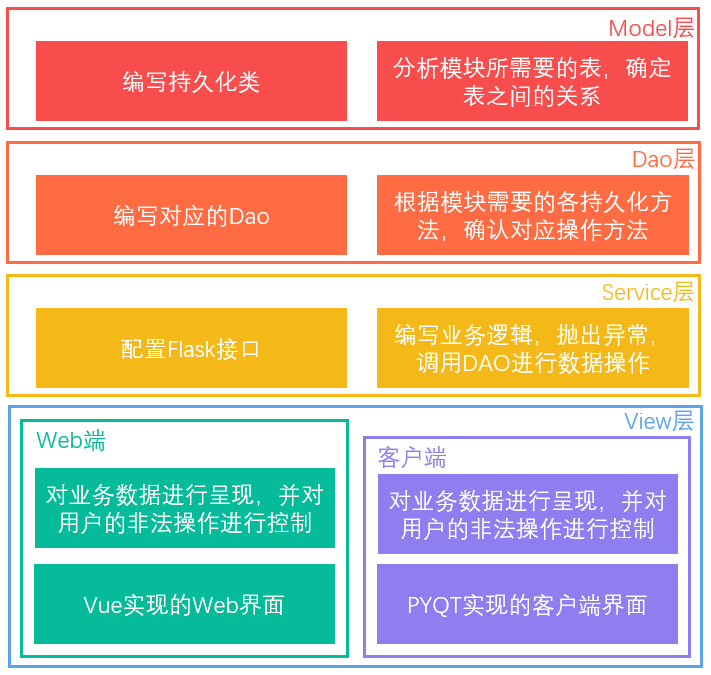 Model层
编写持久化类
分析模块所需要的表，确定
表之间的关系
Dao层
编写对应的Dao
根据模块需要的各持久化方
法，确认对应操作方法
Service层
配置Flask接口
编写业务逻辑，抛出异常，
调用DAO进行数据操作
View层
Web端
对业务数据进行呈现，并对
用户的非法操作进行控制
Vue实现的Web界面
客户端
对业务数据进行呈现，并对
用户的非法操作进行控制
PYQT实现的客户端界面